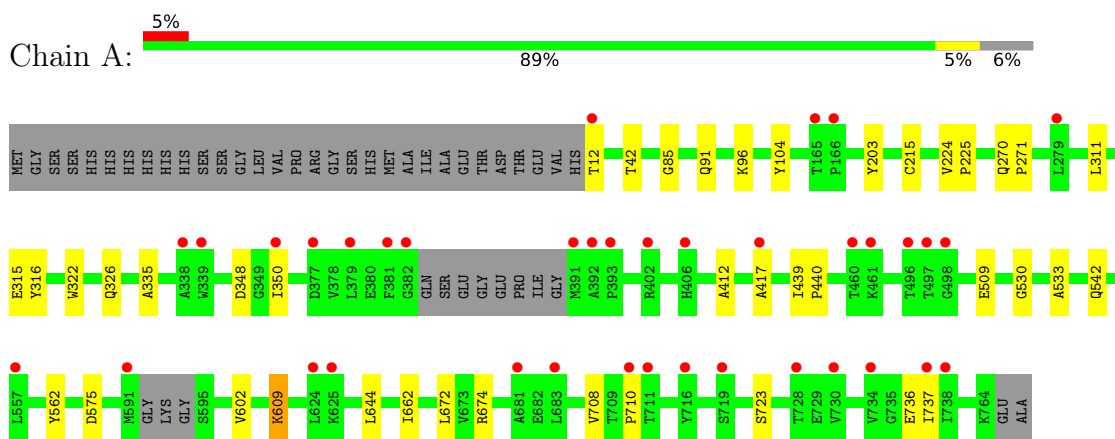 5%
Chain A:
89% 5% 6%
MET GLY SER SER HIS HIS HIS HIS HIS HIS SER SER GLY LEU VAL PRO ARG GLY SER HIS MET ALA ILE ALA GLU THR ASP THR GLU VAL HIS T12 T42 G85 Q91 K96 Y104 T165 P166 Y203 C215 V224 P225 Q270 P271 L279 L311
E315 Y316 W322 Q326 A335 A338 W339 D348 G349 I350 D377 V378 L379 E380 F381 G382 GLN SER GLU GLY GLU PRO ILE GLY M391 A392 P393 R402 H406 A412 A417 I439 P440 T460 K461 T496 T497 G498 E509 G530 A533 Q542
L557 Y562 D575 M591 GLY LYS GLY S595 V602 K609 L624 K625 L644 I662 L672 V673 R674 A681 E682 L683 V708 T709 P710 T711 Y716 S719 S723 T728 E729 V730 V734 G735 E736 I737 I738 K764 GLU ALA